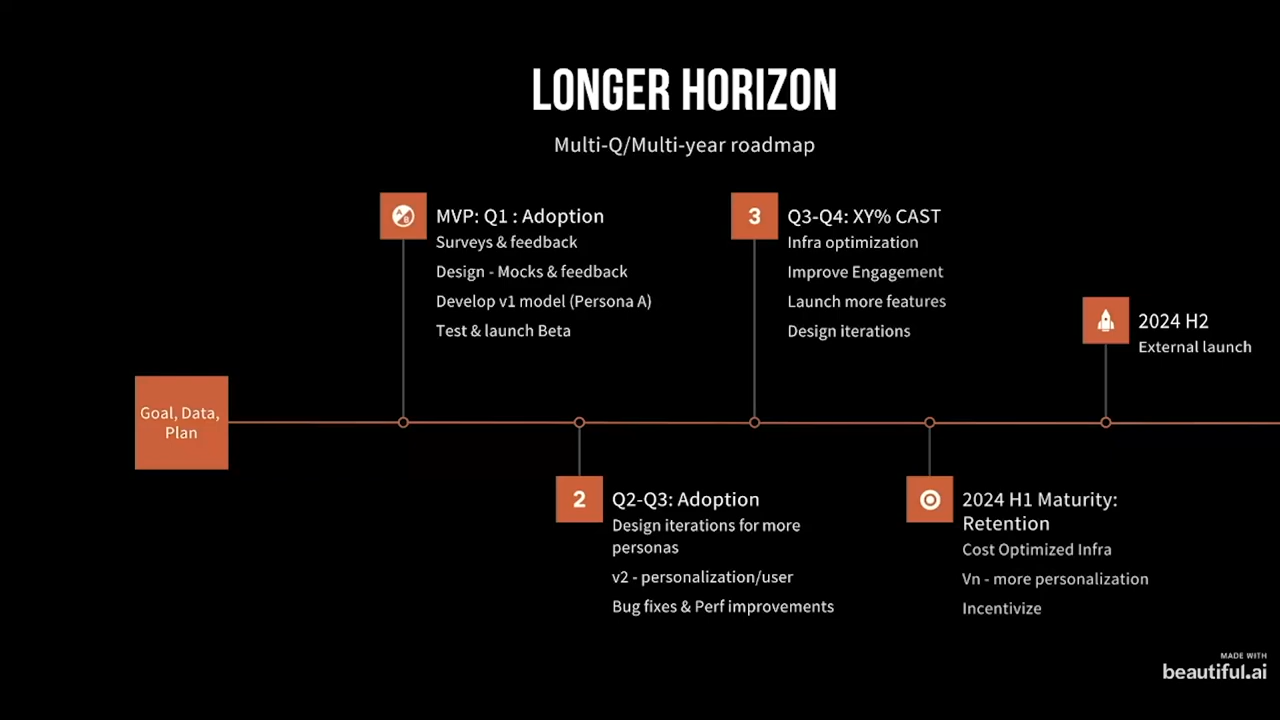 LONGER HORIZON
Multi-Q/Multi-year roadmap
MVP: Q1 : Adoption
Surveys & feedback
Design - Mocks & feedback
Develop v1 model (Persona A)
Test & launch Beta
3
Q3-Q4: XY% CAST
Infra optimization
Improve Engagement
Launch more features
Design iterations
2024 H2
External launch
Goal, Data,
Plan
2
Q2-Q3: Adoption
Design iterations for more
personas
v2 - personalization/user
Bug fixes & Perf improvements
2024 H1 Maturity:
Retention
Cost Optimized Infra
Vn - more personalization
Incentivize
MADE WITH
beautiful.ai